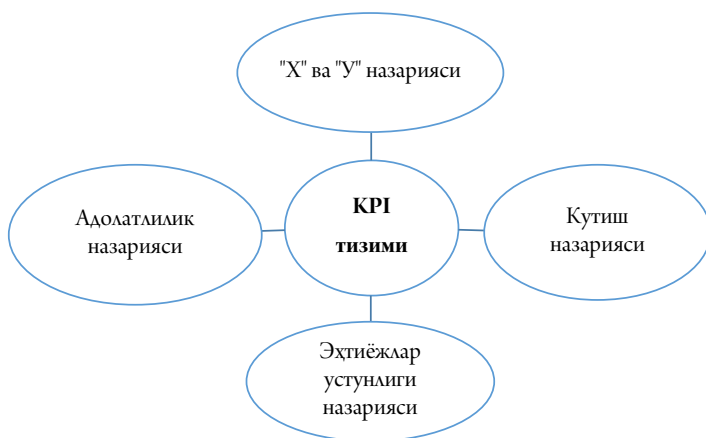 "Х" ва "У" назарияси
Адолатлилик
назарияси
KPI
тизими
Кутиш
назарияси
Эҳтиёжлар
устунлиги
назарияси